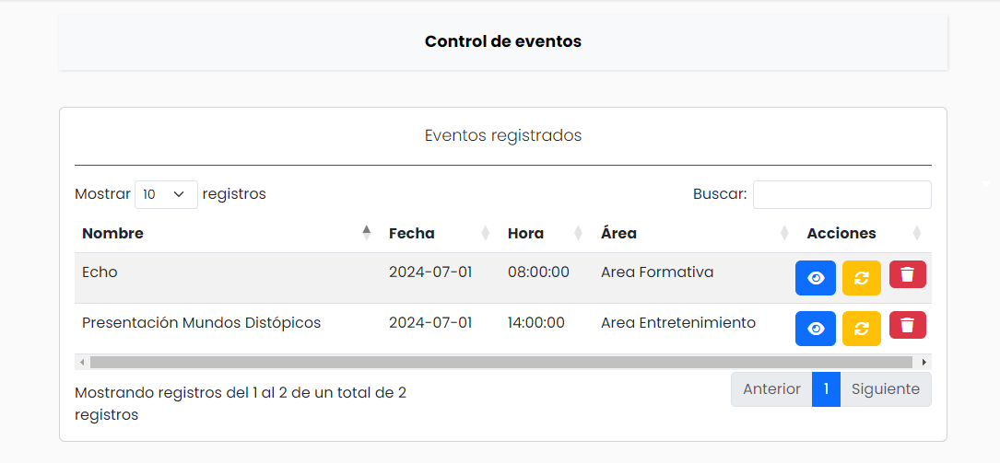 Control de eventos
Eventos registrados
Mostrar 10 registros
Buscar:
Nombre Fecha Hora Área Acciones
Echo 2024-07-01 08:00:00 Area Formativa
Presentación Mundos Distópicos 2024-07-01 14:00:00 Area Entretenimiento
Mostrando registros del 1 al 2 de un total de 2
registros
Anterior 1 Siguiente